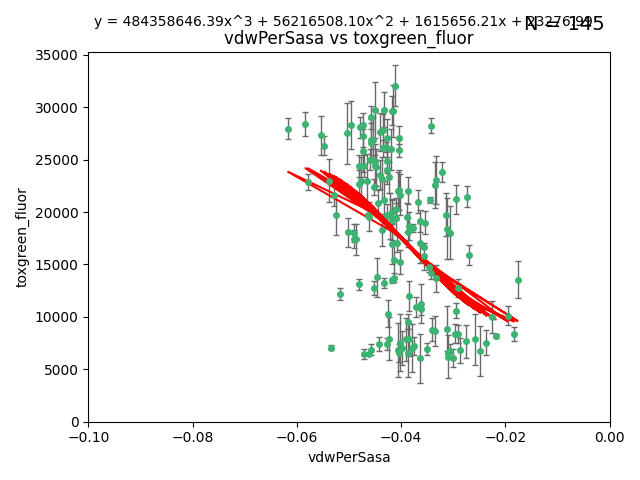 y = 484358646.39x^3 + 56216508.10x^2 + 1615656.21x +
N = 145
vdwPerSasa vs toxgreen_fluor
toxgreen_fluor
35000
30000
25000
20000
15000
10000
5000
0
−0.10
−0.08
−0.06
−0.04
−0.02
0.00
vdwPerSasa